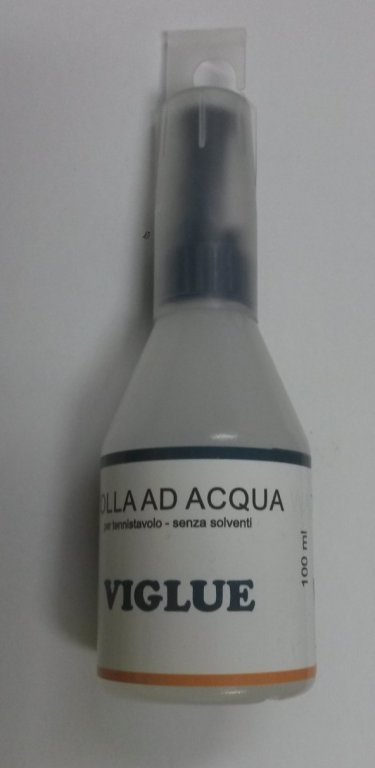 OLLA AD ACQUA
per tennistavolo - senza solventi
VIGLUE
100 ml